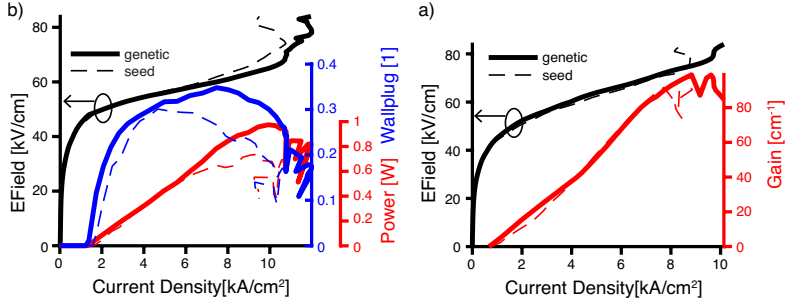 b)
genetic
seed
EField [kV/cm]
80
60
40
20
0
0
2
4
6
8
10
Current Density[kA/cm²]
Wallplug [1]
0.4
0.3
0.2
0.1
0
Power [W]
1
0.8
0.6
0.4
0.2
0
a)
genetic
seed
EField [kV/cm]
80
60
40
20
0
0
2
4
6
8
10
Current Density[kA/cm²]
Gain [cm⁻¹]
80
60
40
20
0